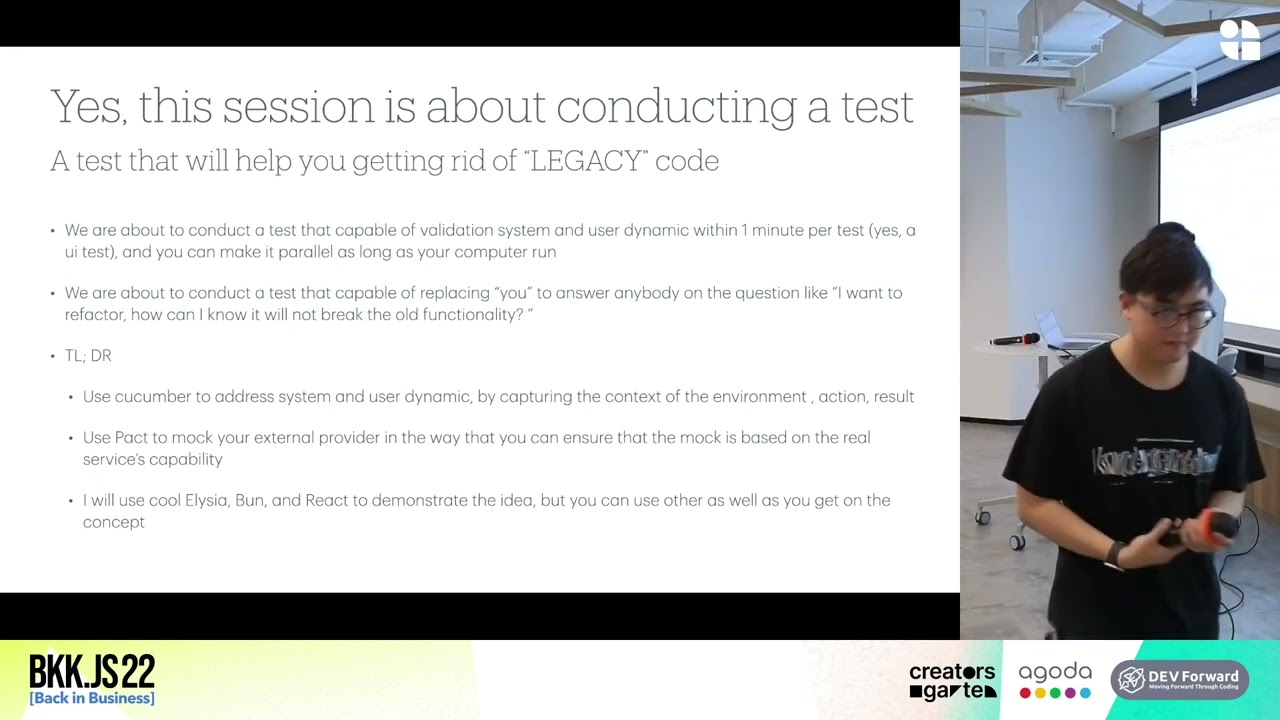 Yes, this session is about conducting a test
A test that will help you getting rid of “LEGACY” code
• We are about to conduct a test that capable of validation system and user dynamic within 1 minute per test (yes, a
ui test), and you can make it parallel as long as your computer run
• We are about to conduct a test that capable of replacing “you” to answer anybody on the question like “I want to
refactor, how can I know it will not break the old functionality? ”
• TL; DR
• Use cucumber to address system and user dynamic, by capturing the context of the environment , action, result
• Use Pact to mock your external provider in the way that you can ensure that the mock is based on the real
service’s capability
• I will use cool Elysia, Bun, and React to demonstrate the idea, but you can use other as well as you get on the
concept
BKK.JS 22
[Back in Business]
creators
garten
agoda
DEV Forward
Moving Forward Through Coding